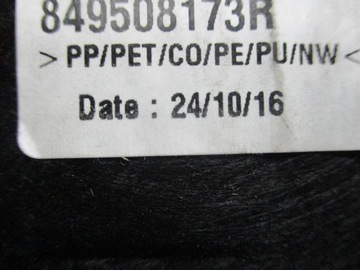 849508173R
> PP/PET/CO/PE/PU/NW <
Date : 24/10/16